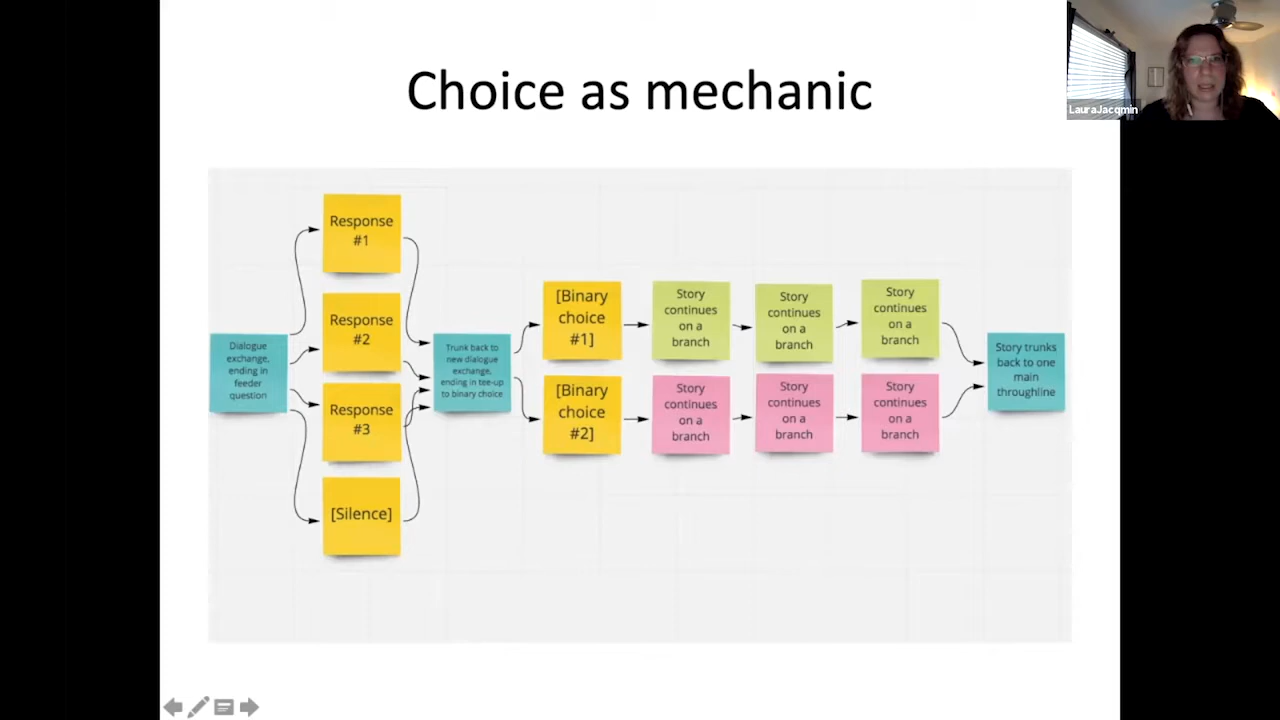 Choice as mechanic
LauraJacqmin
Response
#1
Response
#2
Response
#3
[Silence]
Dialogue
exchange,
ending in
feeder
question
Trunk back to
new dialogue
exchange,
ending in tee-up
to binary choice
[Binary
choice
#1]
Story
continues
on a
branch
Story
continues
on a
branch
Story
continues
on a
branch
[Binary
choice
#2]
Story
continues
on a
branch
Story
continues
on a
branch
Story
continues
on a
branch
Story trunks
back to one
main
throughline